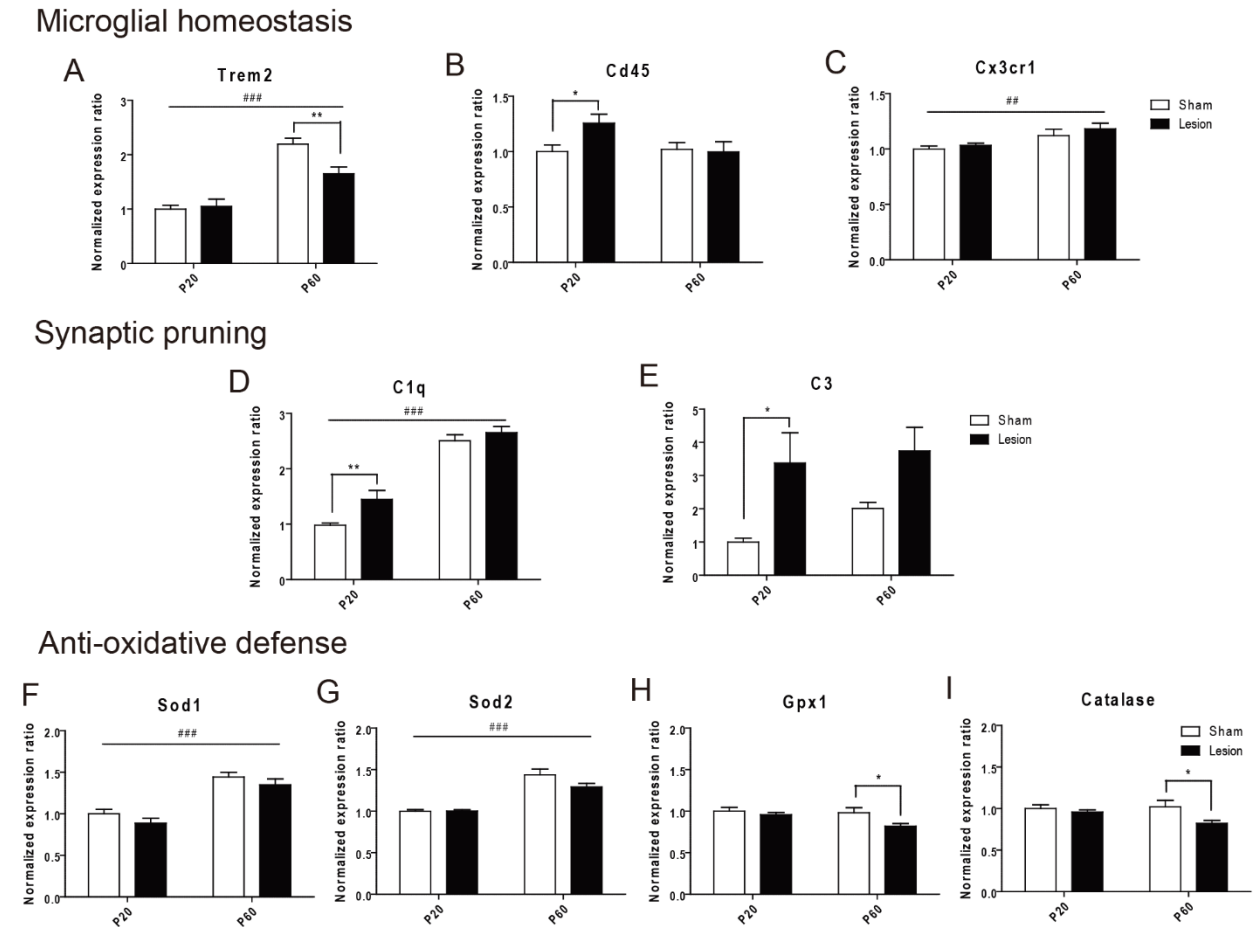 Microglial homeostasis
A
Trem2
Normalized expression ratio
3
2
1
0
###
**
P20
P60
B
Cd45
Normalized expression ratio
1.5
1.0
0.5
0.0
*
P20
P60
C
Cx3cr1
Normalized expression ratio
1.5
1.0
0.5
0.0
##
P20
P60
Sham
Lesion
Synaptic pruning
D
C1q
Normalized expression ratio
3
2
1
0
###
**
P20
P60
E
C3
Normalized expression ratio
5
4
3
2
1
0
*
P20
P60
Sham
Lesion
Anti-oxidative defense
F
Sod1
Normalized expression ratio
2.0
1.5
1.0
0.5
0.0
###
P20
P60
G
Sod2
Normalized expression ratio
2.0
1.5
1.0
0.5
0.0
###
P20
P60
H
Gpx1
Normalized expression ratio
2.0
1.5
1.0
0.5
0.0
*
P20
P60
I
Catalase
Normalized expression ratio
2.0
1.5
1.0
0.5
0.0
*
P20
P60
Sham
Lesion